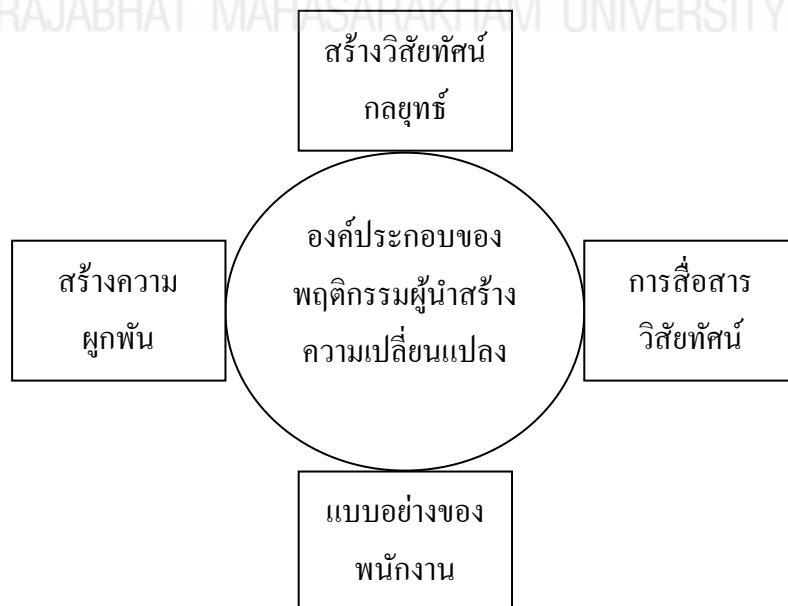 RAJABHAT MAHASARAKHAM UNIVERSITY
สร้างวิสัยทัศน์
กลยุทธ์
องค์ประกอบของ
พฤติกรรมผู้นำสร้าง
ความเปลี่ยนแปลง
สร้างความ
ผูกพัน
การสื่อสาร
วิสัยทัศน์
แบบอย่างของ
พนักงาน